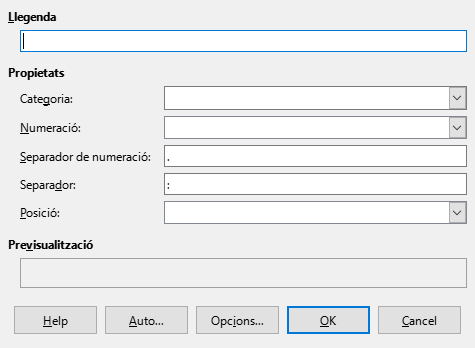 Llegenda
Propietats
Categoria:
Numeració:
Separador de numeració: .
Separador: :
Posició:
Previsualització
Help Auto... Opcions... OK Cancel